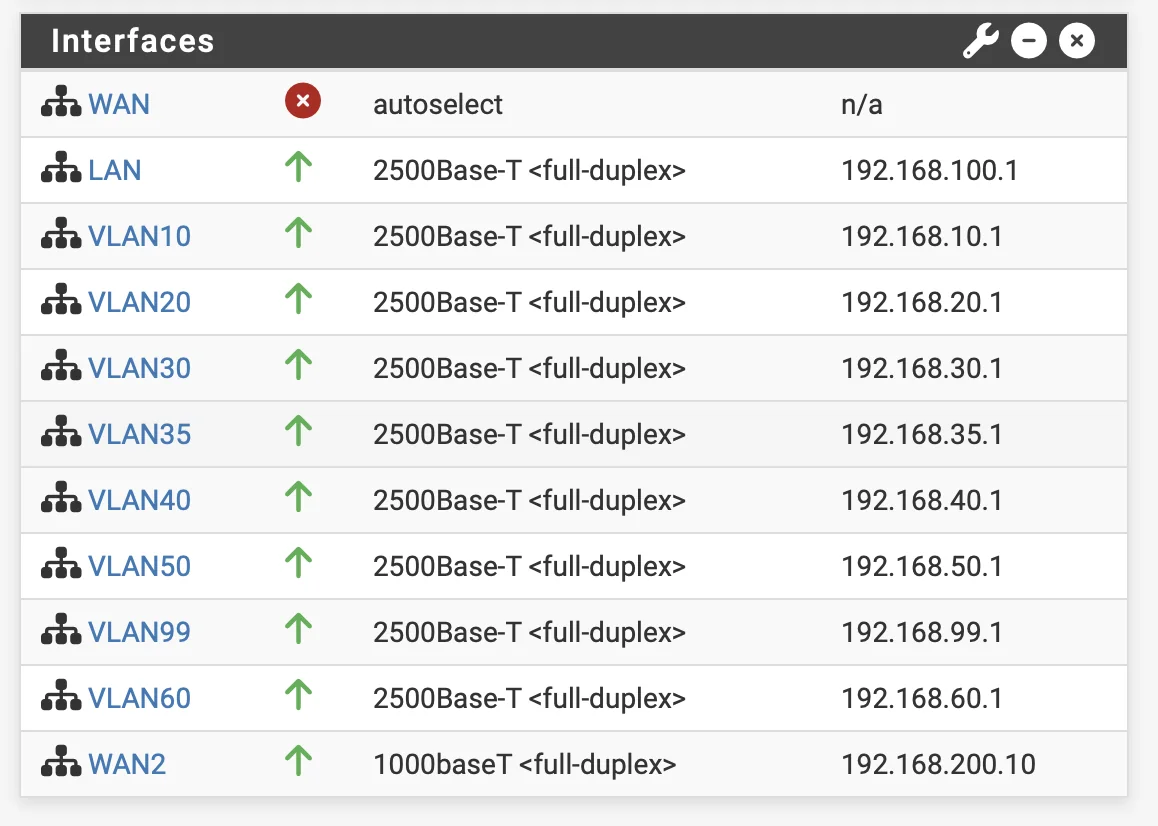 Interfaces
WAN autoselect n/a
LAN 2500Base-T <full-duplex> 192.168.100.1
VLAN10 2500Base-T <full-duplex> 192.168.10.1
VLAN20 2500Base-T <full-duplex> 192.168.20.1
VLAN30 2500Base-T <full-duplex> 192.168.30.1
VLAN35 2500Base-T <full-duplex> 192.168.35.1
VLAN40 2500Base-T <full-duplex> 192.168.40.1
VLAN50 2500Base-T <full-duplex> 192.168.50.1
VLAN99 2500Base-T <full-duplex> 192.168.99.1
VLAN60 2500Base-T <full-duplex> 192.168.60.1
WAN2 1000baseT <full-duplex> 192.168.200.10